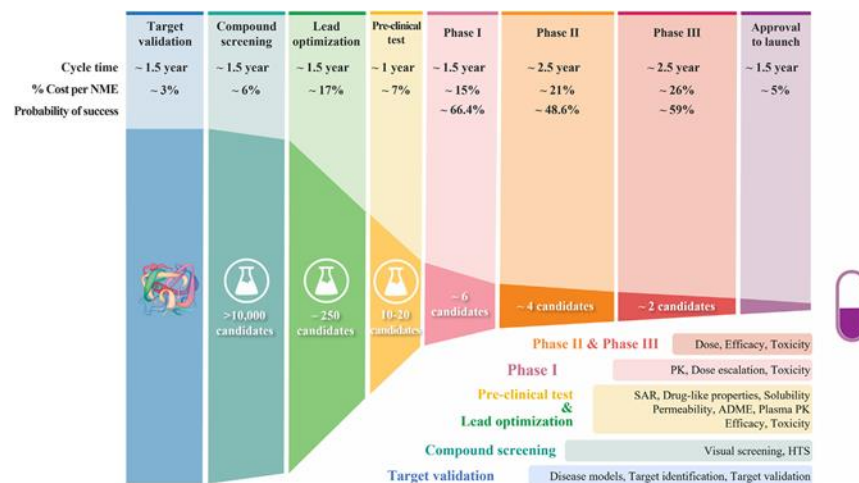 Target validation
Compound screening
Lead optimization
Pre-clinical test
Phase I
Phase II
Phase III
Approval to launch
Cycle time ~ 1.5 year ~ 1.5 year ~ 1.5 year ~ 1 year ~ 1.5 year ~ 2.5 year ~ 2.5 year ~ 1.5 year
% Cost per NME ~ 3% ~ 6% ~ 17% ~ 7% ~ 15% ~ 21% ~ 26% ~ 5%
Probability of success ~ 66.4% ~ 48.6% ~ 59%
>10,000
candidates
~ 250
candidates
10-20
candidates
~ 6
candidates
~ 4 candidates
~ 2 candidates
Phase II & Phase III
Dose, Efficacy, Toxicity
Phase I
PK, Dose escalation, Toxicity
Pre-clinical test
&
Lead optimization
SAR, Drug-like properties, Solubility
Permeability, ADME, Plasma PK
Efficacy, Toxicity
Compound screening
Visual screening, HTS
Target validation
Disease models, Target identification, Target validation